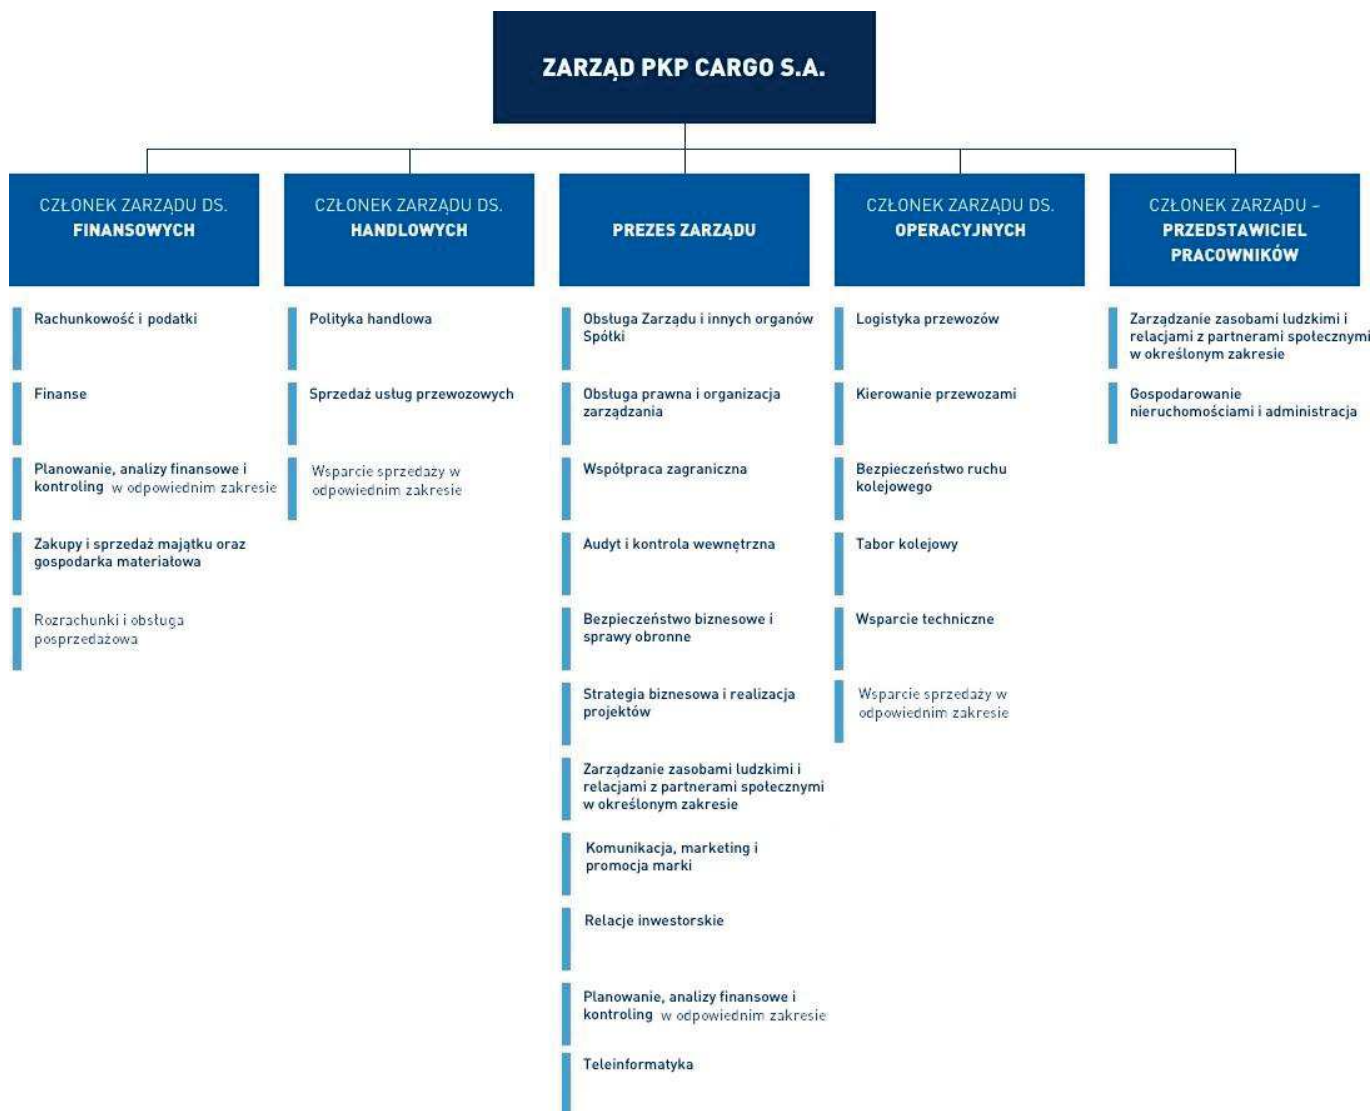 ZARZĄD PKP CARGO S.A.
CZŁONEK ZARZĄDU DS.
FINANSOWYCH
Rachunkowość i podatki
Finanse
Planowanie, analizy finansowe i
kontroling w odpowiednim zakresie
Zakupy i sprzedaż majątku oraz
gospodarka materiałowa
Rozrachunki i obsługa
posprzedażowa
CZŁONEK ZARZĄDU DS.
HANDLOWYCH
Polityka handlowa
Sprzedaż usług przewozowych
Wsparcie sprzedaży w
odpowiednim zakresie
PREZES ZARZĄDU
Obsługa Zarządu i innych organów
Spółki
Obsługa prawna i organizacja
zarządzania
Współpraca zagraniczna
Audyt i kontrola wewnętrzna
Bezpieczeństwo biznesowe i
sprawy obronne
Strategia biznesowa i realizacja
projektów
Zarządzanie zasobami ludzkimi i
relacjami z partnerami społecznymi
w określonym zakresie
Komunikacja, marketing i
promocja marki
Relacje inwestorskie
Planowanie, analizy finansowe i
kontroling w odpowiednim zakresie
Teleinformatyka
CZŁONEK ZARZĄDU DS.
OPERACYJNYCH
Logistyka przewozów
Kierowanie przewozami
Bezpieczeństwo ruchu
kolejowego
Tabor kolejowy
Wsparcie techniczne
Wsparcie sprzedaży w
odpowiednim zakresie
CZŁONEK ZARZĄDU –
PRZEDSTAWICIEL
PRACOWNIKÓW
Zarządzanie zasobami ludzkimi i
relacjami z partnerami społecznymi
w określonym zakresie
Gospodarowanie
nieruchomościami i administracja